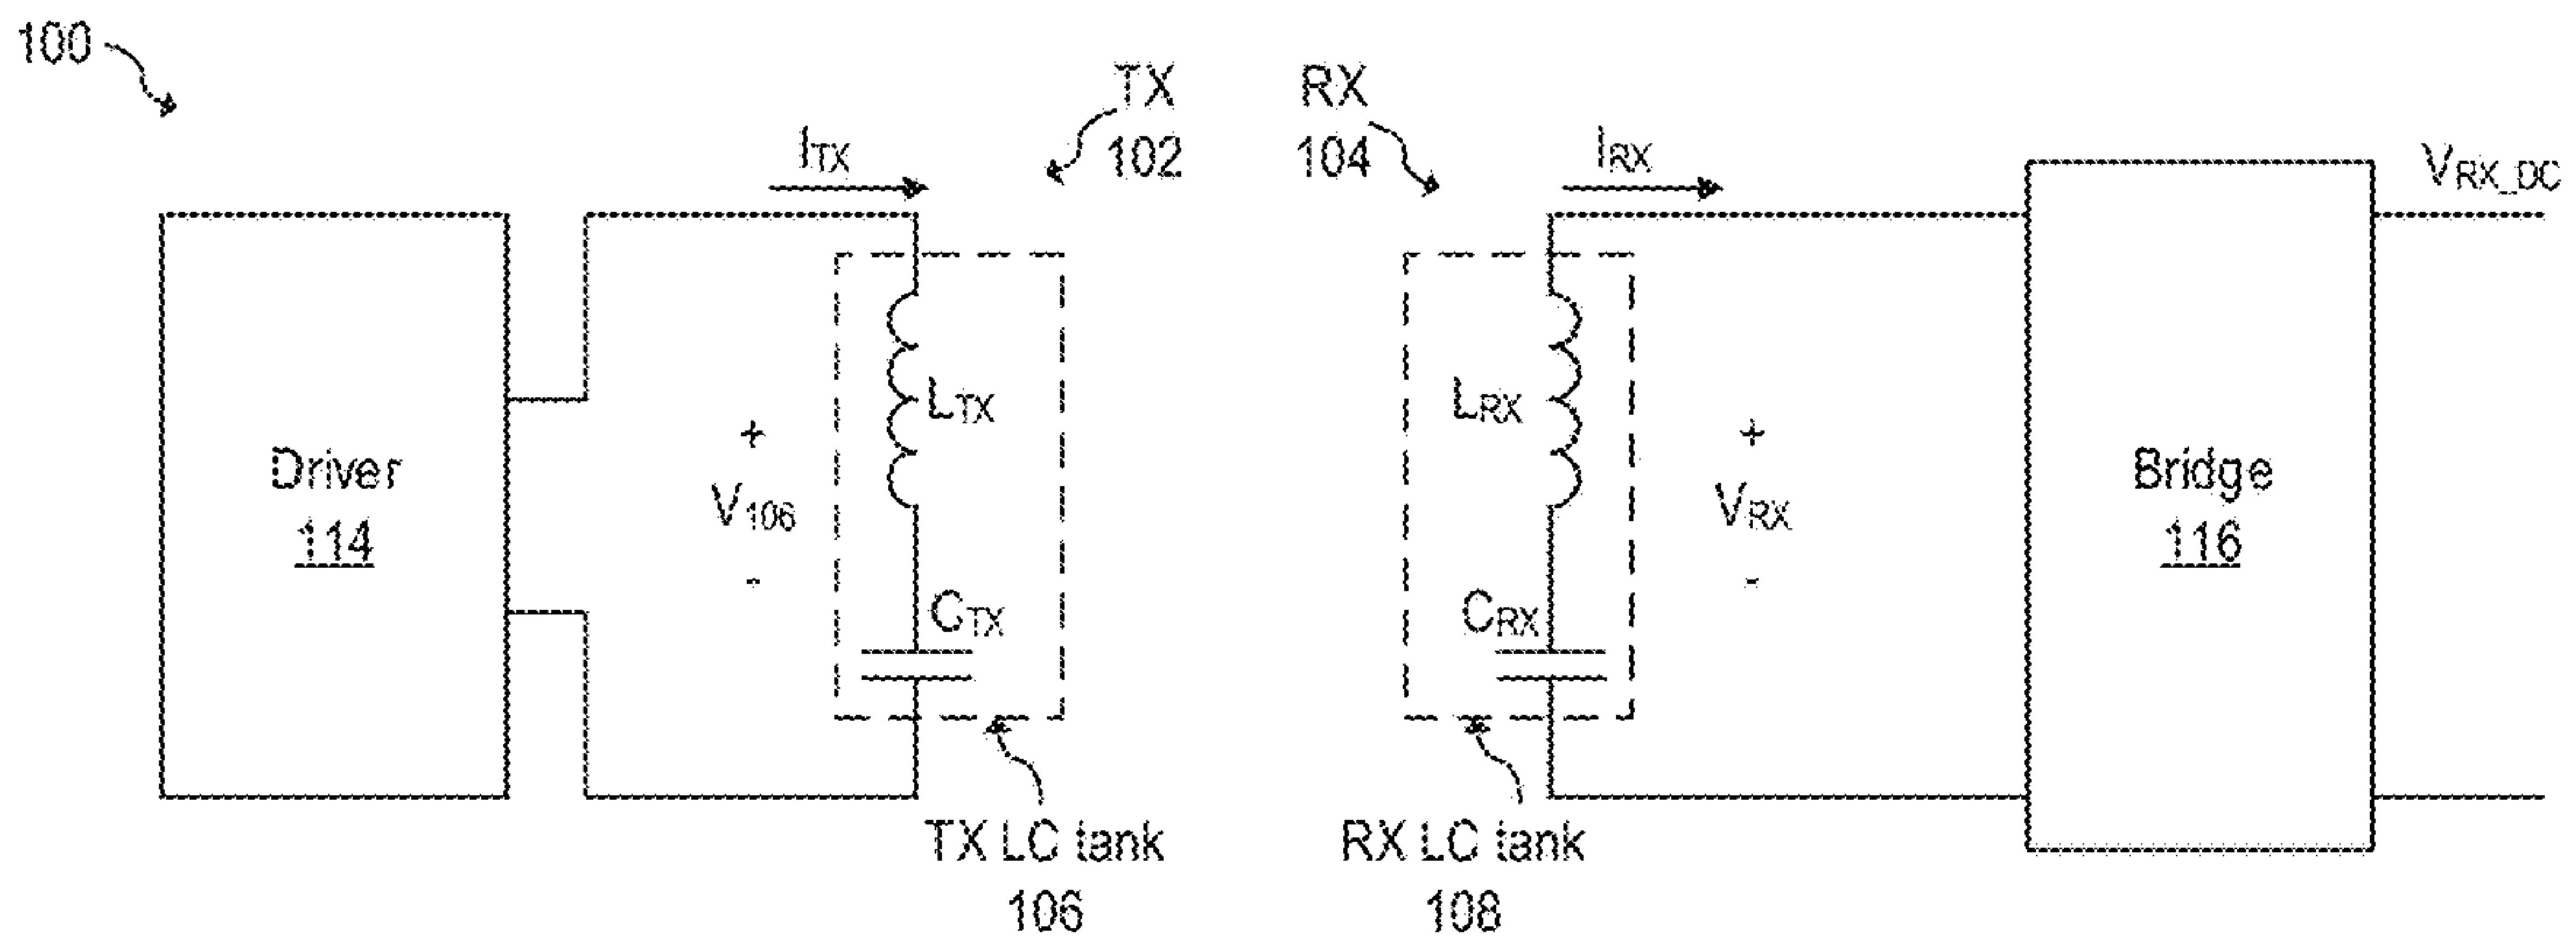 100
TX
102
RX
104
ITX
IRX
VRX_DC
Driver
114
+
V106
-
LTX
CTX
LRX
CRX
+
VRX
-
Bridge
116
TX LC tank
106
RX LC tank
108